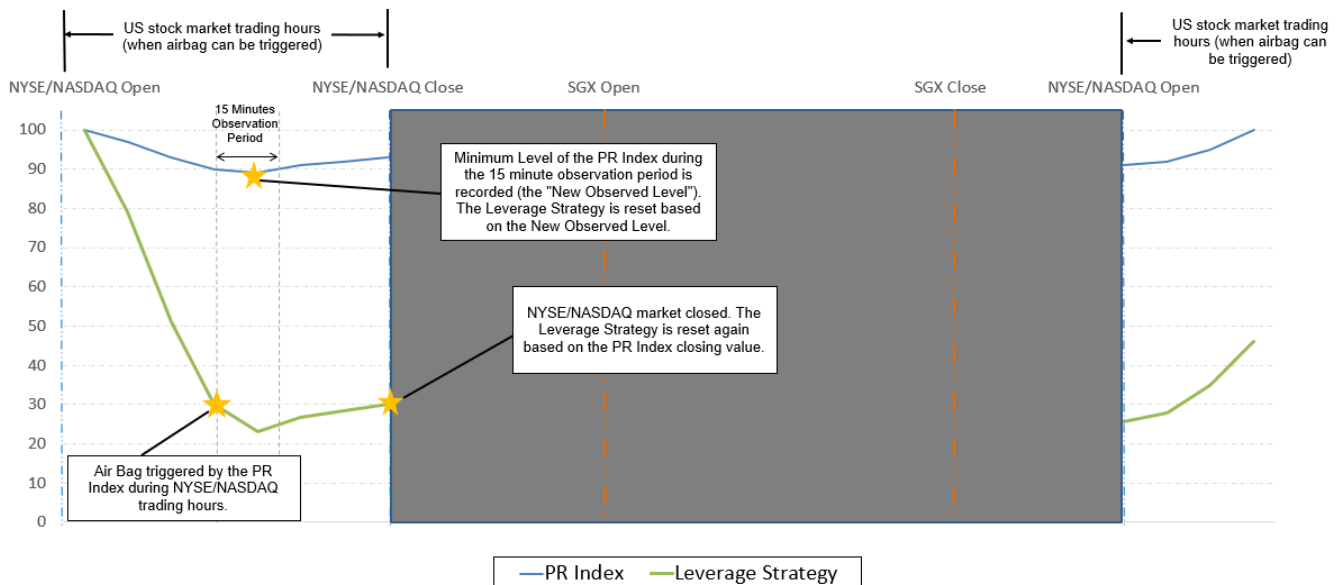 US stock market trading hours
(when airbag can be triggered)
US stock market trading
hours (when airbag can
be triggered)
NYSE/NASDAQ Open
NYSE/NASDAQ Close
SGX Open
SGX Close
NYSE/NASDAQ Open
15 Minutes
Observation
Period
100
90
80
70
60
50
40
30
20
10
0
Minimum Level of the PR Index during
the 15 minute observation period is
recorded (the "New Observed Level").
The Leverage Strategy is reset based
on the New Observed Level.
NYSE/NASDAQ market closed. The
Leverage Strategy is reset again
based on the PR Index closing value.
Air Bag triggered by the PR
Index during NYSE/NASDAQ
trading hours.
PR Index
Leverage Strategy